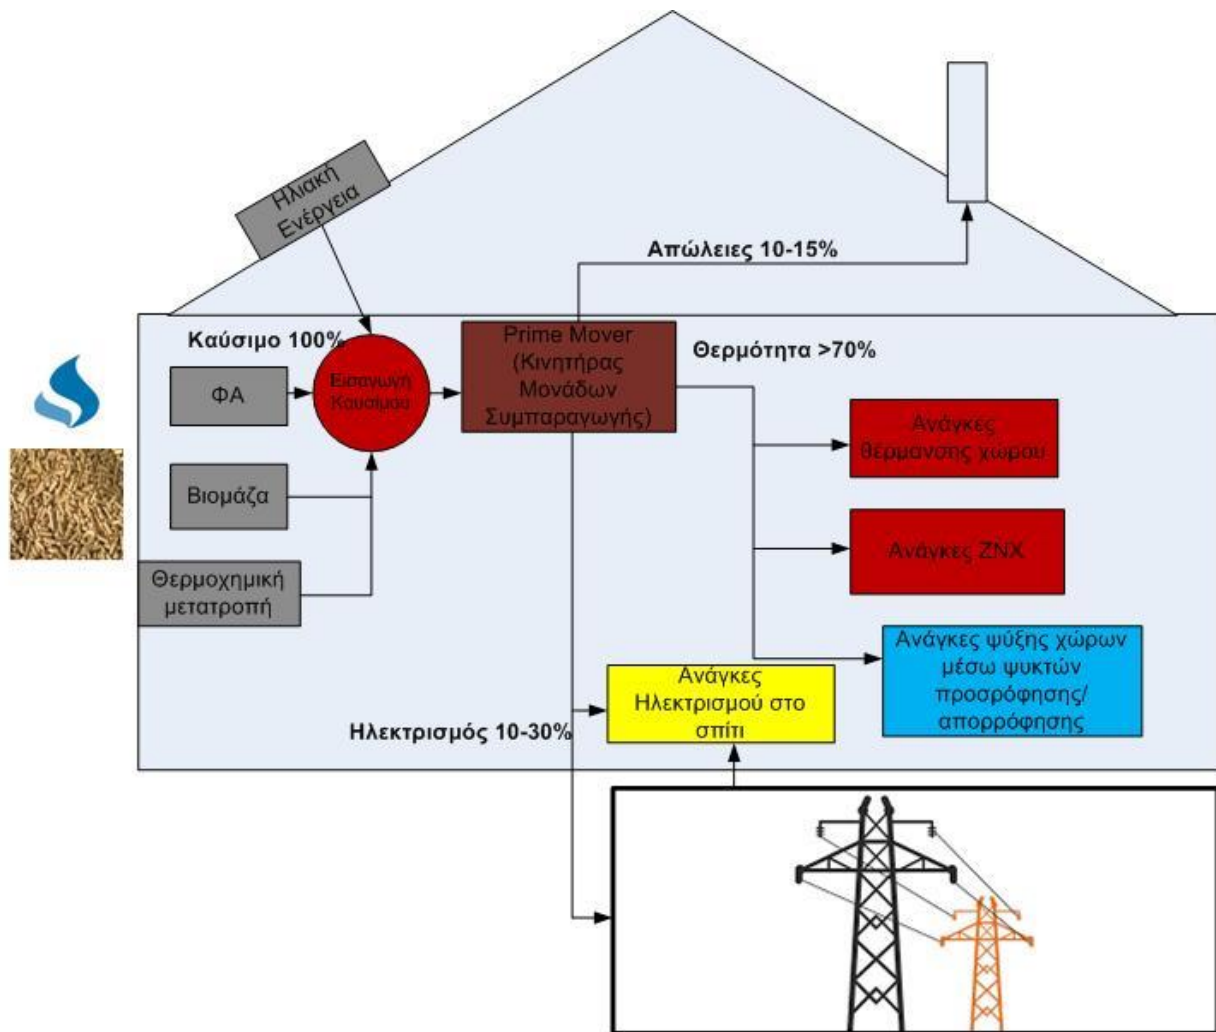 Ηλιακή
Ενέργεια
Απώλειες 10-15%
Καύσιμο 100%
Prime Mover
(Κινητήρας
Μονάδων
Συμπαραγωγής)
Θερμότητα >70%
ΦΑ
Εισαγωγή
Καυσίμου
Ανάγκες
θέρμανσης χώρου
Βιομάζα
Ανάγκες ΖΝΧ
Θερμοχημική
μετατροπή
Ανάγκες ψύξης χώρων
μέσω ψυκτών
προσρόφησης/
απορρόφησης
Ανάγκες
Ηλεκτρισμού στο
σπίτι
Ηλεκτρισμός 10-30%